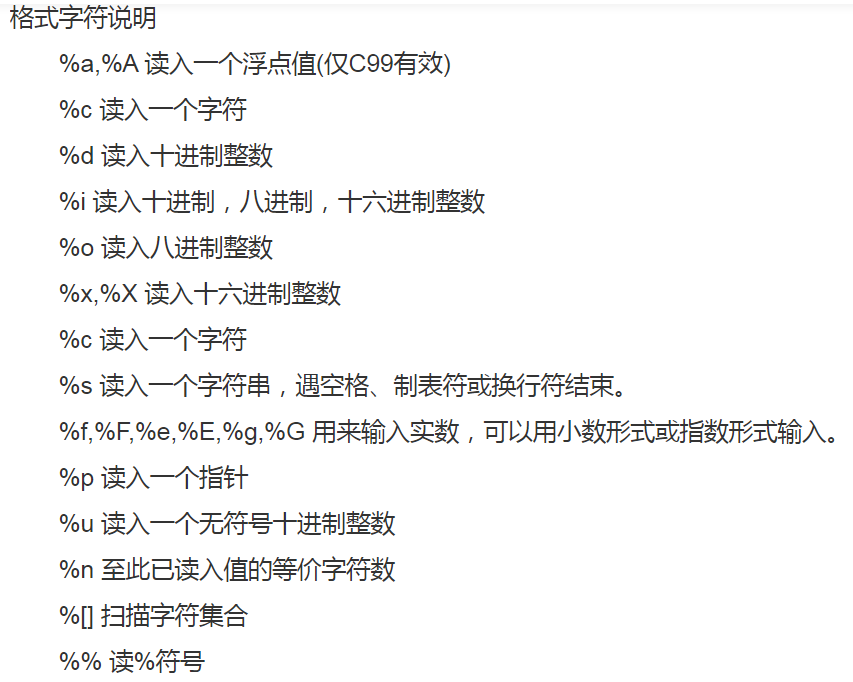 格式字符说明
%a,%A 读入一个浮点值(仅C99有效)
%c 读入一个字符
%d 读入十进制整数
%i 读入十进制，八进制，十六进制整数
%o 读入八进制整数
%x,%X 读入十六进制整数
%c 读入一个字符
%s 读入一个字符串，遇空格、制表符或换行符结束。
%f,%F,%e,%E,%g,%G 用来输入实数，可以用小数形式或指数形式输入。
%p 读入一个指针
%u 读入一个无符号十进制整数
%n 至此已读入值的等价字符数
%[] 扫描字符集合
%% 读%符号